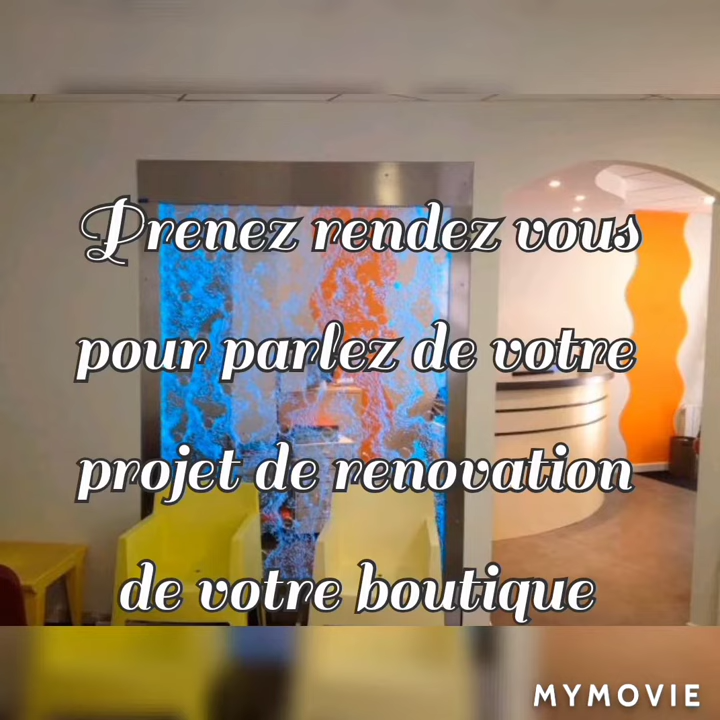 Prenez rendez vous
pour parlez de votre
projet de renovation
de votre boutique
MYMOVIE